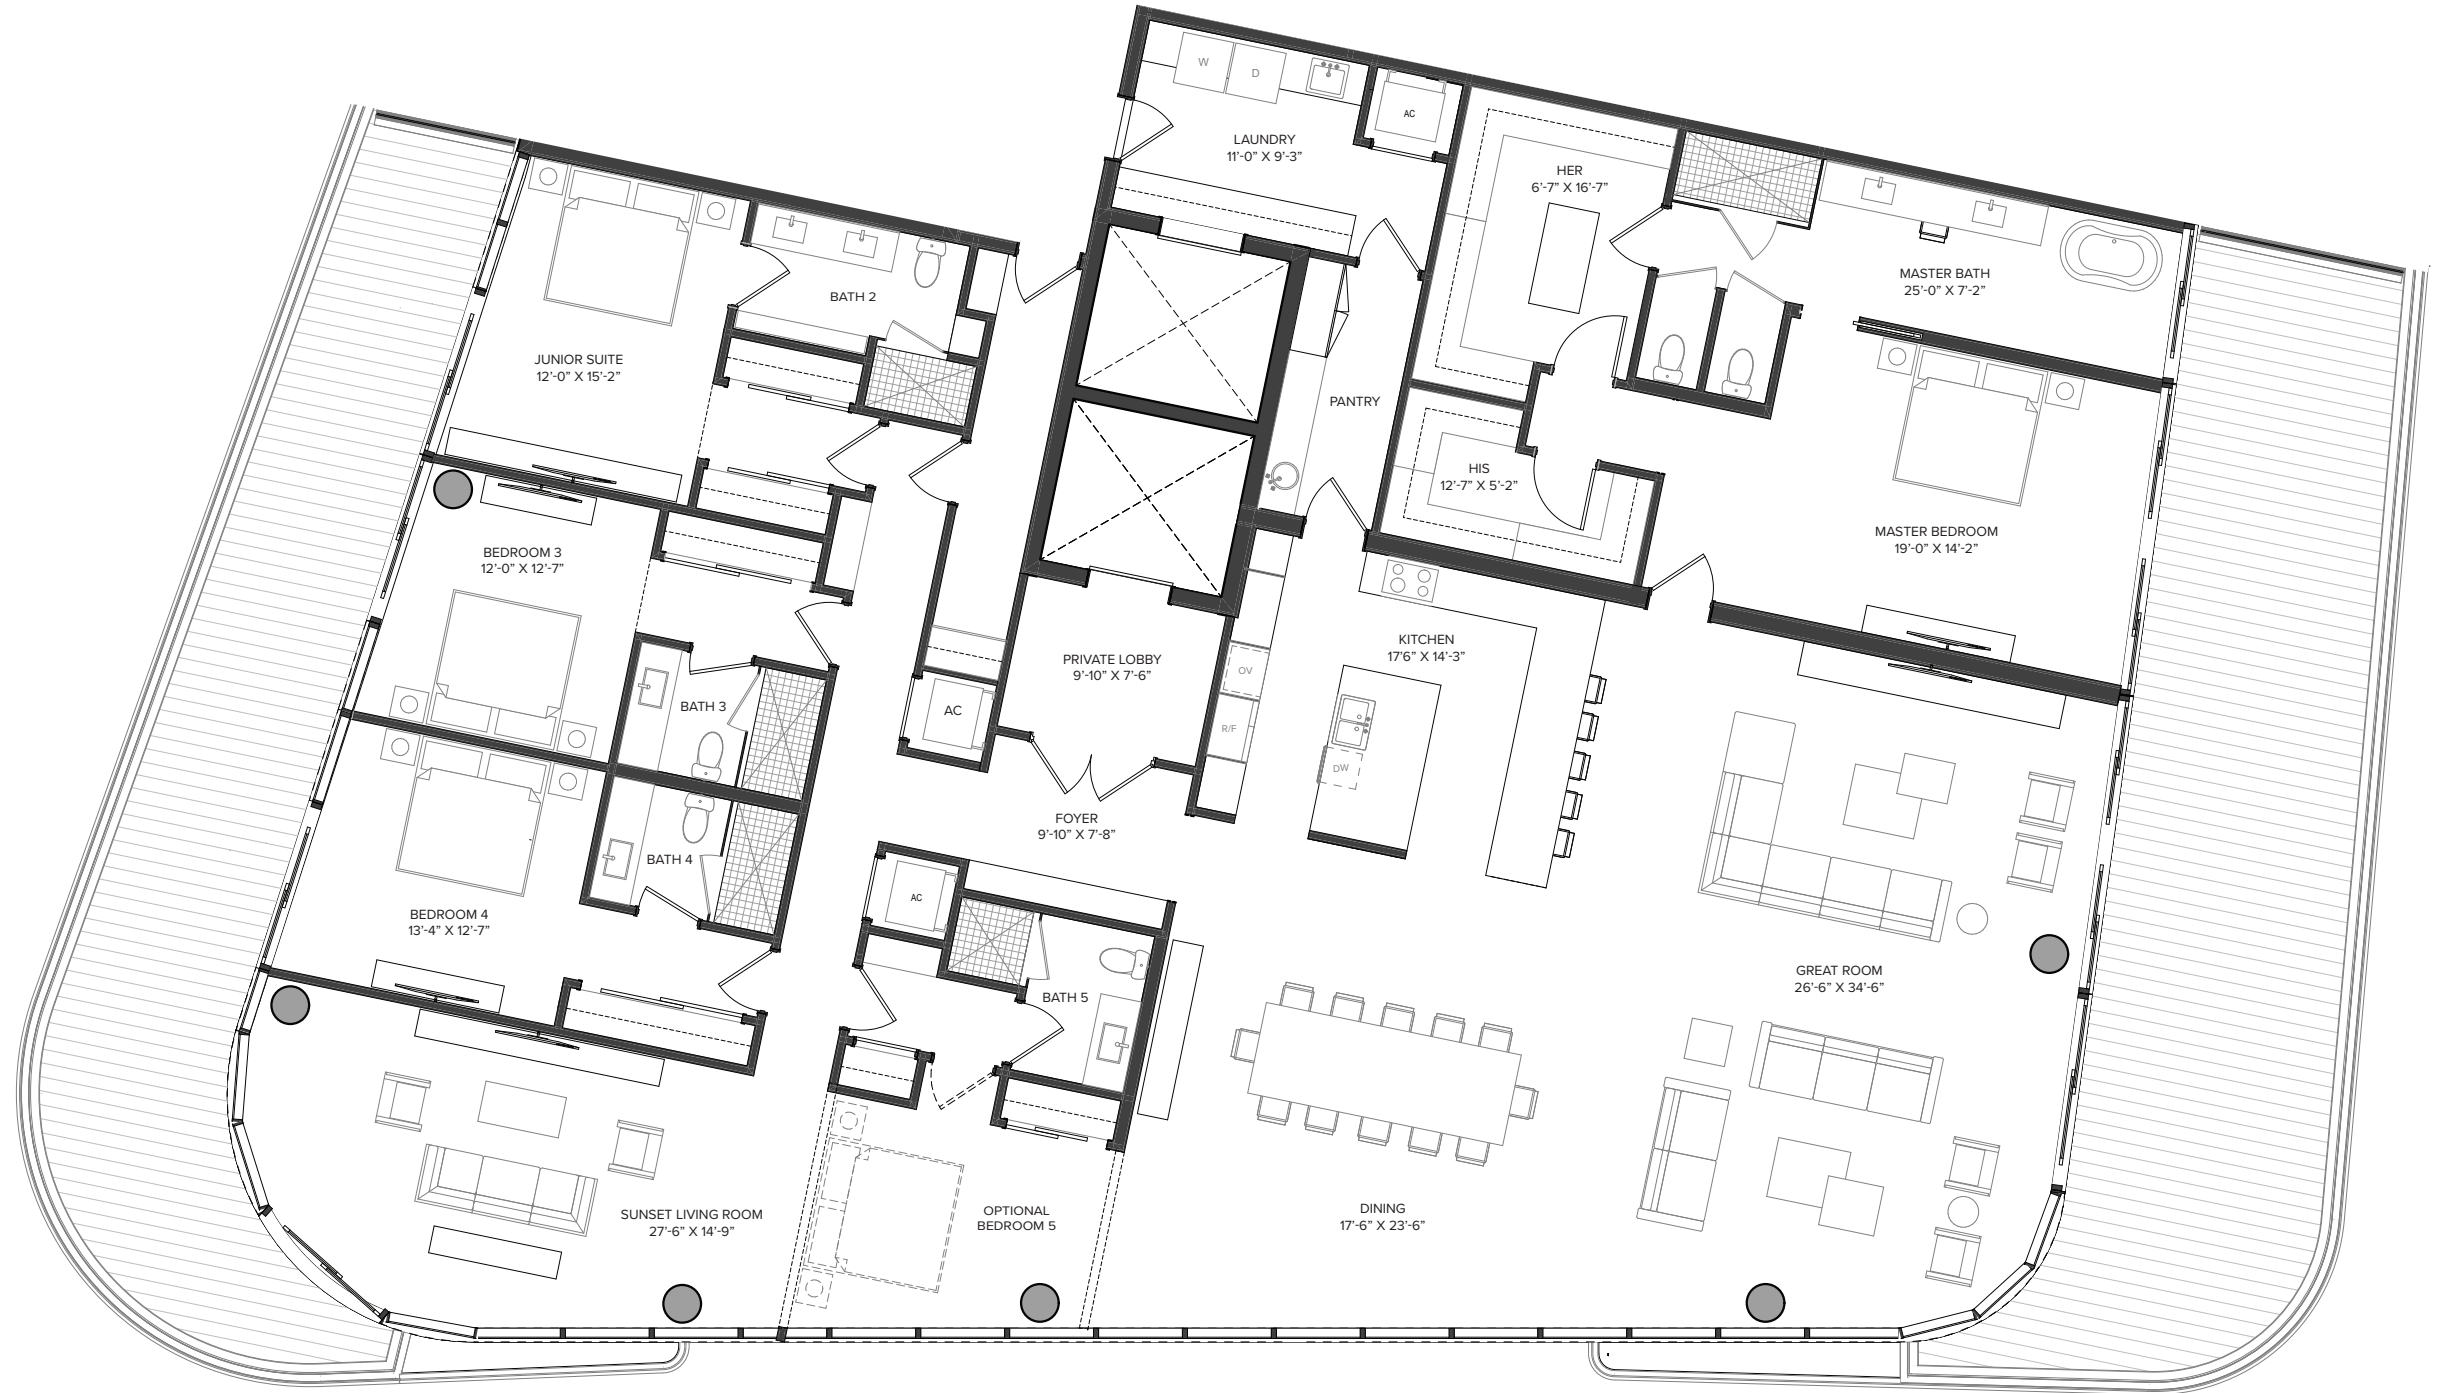 W
D
AC
LAUNDRY
11'-0" X 9'-3"
HER
6'-7" X 16'-7"
MASTER BATH
25'-0" X 7'-2"
BATH 2
JUNIOR SUITE
12'-0" X 15'-2"
PANTRY
HIS
12'-7" X 5'-2"
MASTER BEDROOM
19'-0" X 14'-2"
BEDROOM 3
12'-0" X 12'-7"
KITCHEN
17'6" X 14'-3"
PRIVATE LOBBY
9'-10" X 7'-6"
OV
BATH 3
AC
R/F
DW
FOYER
9'-10" X 7'-8"
BATH 4
AC
BEDROOM 4
13'-4" X 12'-7"
GREAT ROOM
26'-6" X 34'-6"
BATH 5
SUNSET LIVING ROOM
27'-6" X 14'-9"
OPTIONAL
BEDROOM 5
DINING
17'-6" X 23'-6"